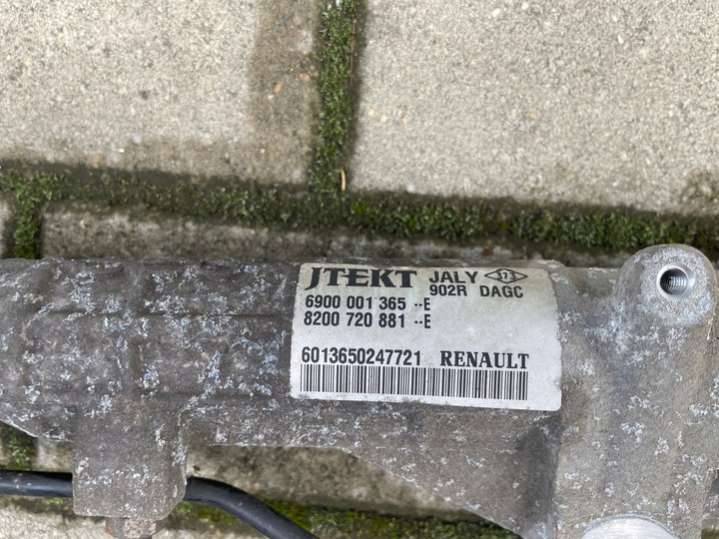 JTEKT JALY
902R DAGC
6900 001 365 --E
8200 720 881 --E
6013650247721 RENAULT